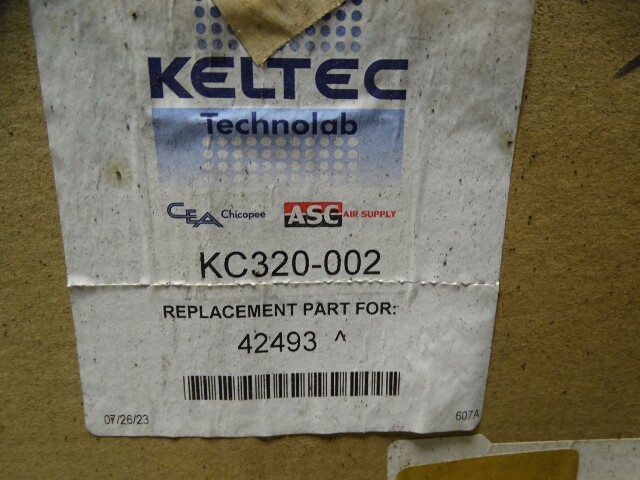 KELTEC
Technolab
CEA Chicopee ASC AIR SUPPLY
KC320-002
REPLACEMENT PART FOR:
42493 ^
07/26/23 607A